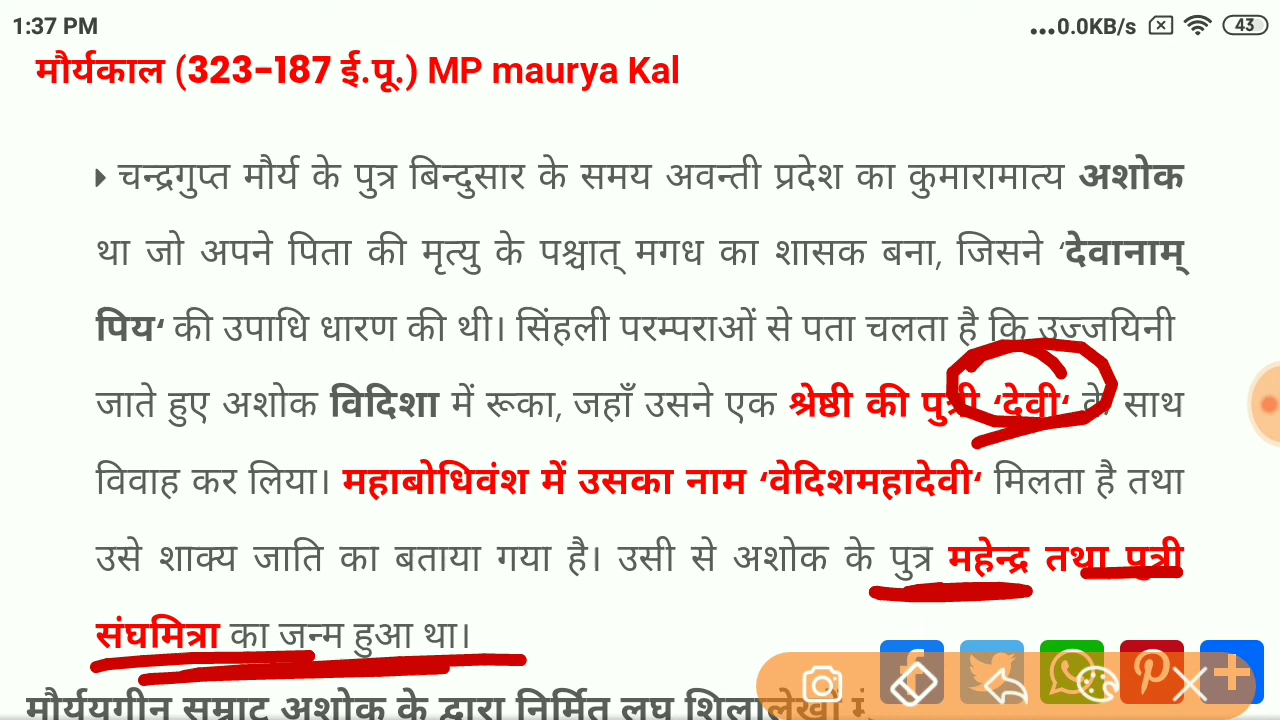 1:37 PM
...0.0KB/s 43
मौर्यकाल (323-187 ई.पू.) MP maurya Kal
चन्द्रगुप्त मौर्य के पुत्र बिन्दुसार के समय अवन्ती प्रदेश का कुमारामात्य अशोक
था जो अपने पिता की मृत्यु के पश्चात् मगध का शासक बना, जिसने ‘देवानाम्
पिय‘ की उपाधि धारण की थी। सिंहली परम्पराओं से पता चलता है कि उज्जयिनी
जाते हुए अशोक विदिशा में रूका, जहाँ उसने एक श्रेष्ठी की पुत्री ‘देवी‘ के साथ
विवाह कर लिया। महाबोधिवंश में उसका नाम ‘वेदिशमहादेवी‘ मिलता है तथा
उसे शाक्य जाति का बताया गया है। उसी से अशोक के पुत्र महेन्द्र तथा पुत्री
संघमित्रा का जन्म हुआ था।
मौर्ययुगीन सम्राट अशोक के द्वारा निर्मित लघु शिलालेखों में